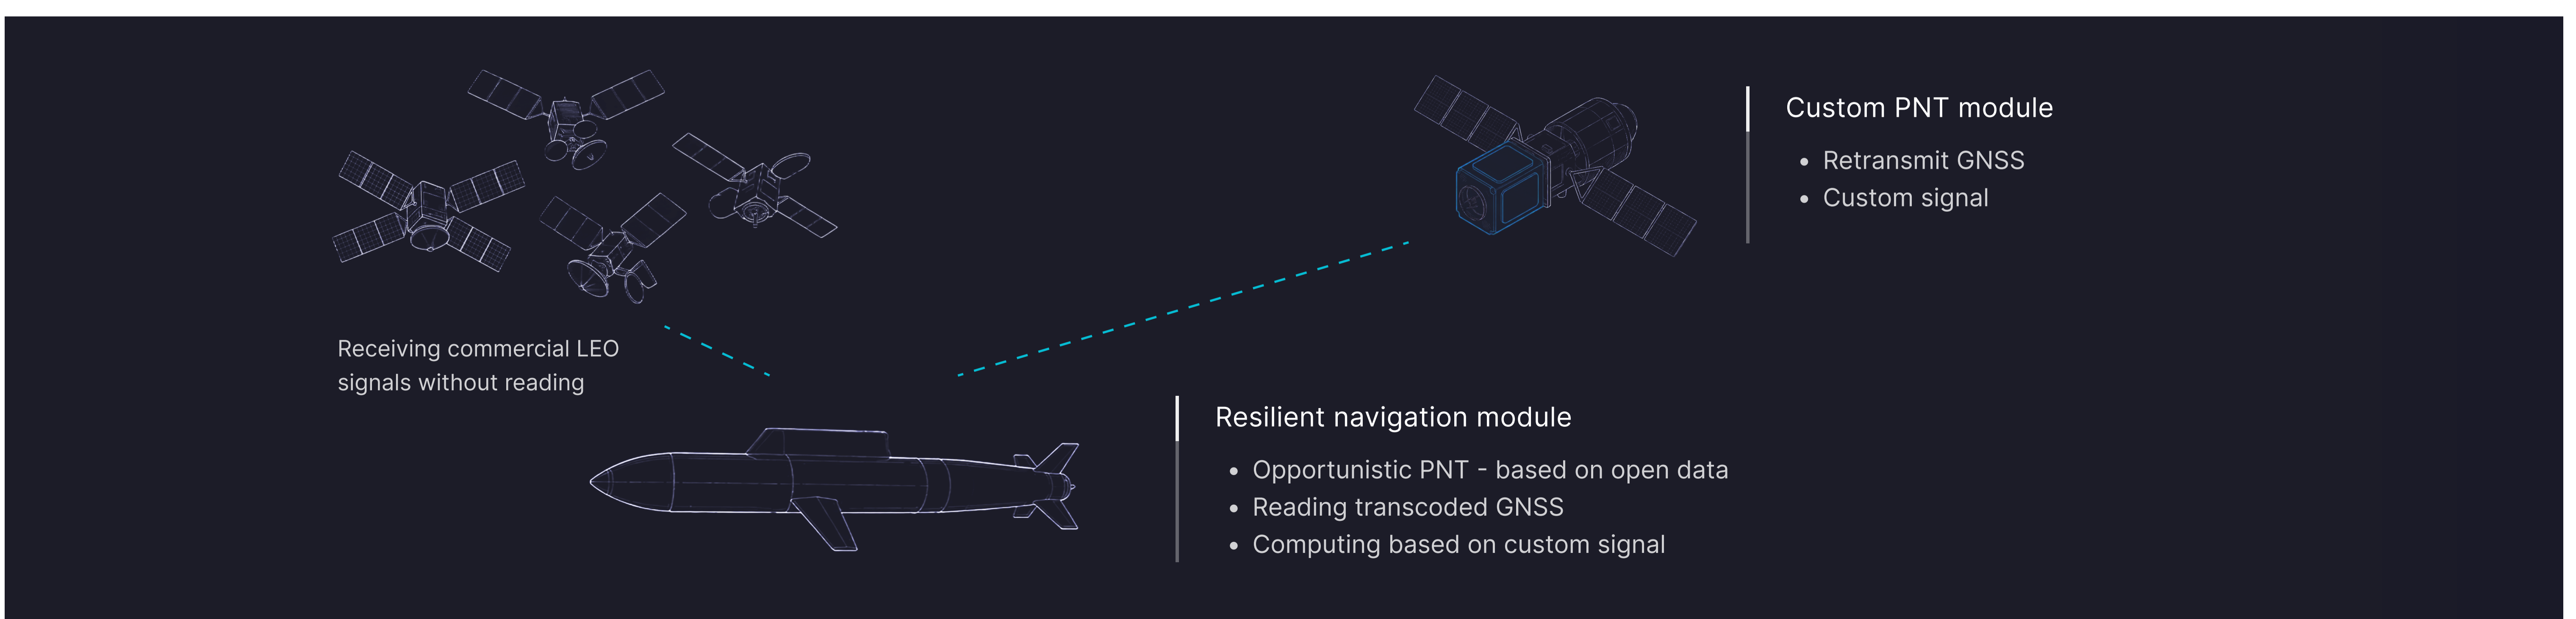 Custom PNT module
• Retransmit GNSS
• Custom signal
Receiving commercial LEO
signals without reading
Resilient navigation module
• Opportunistic PNT - based on open data
• Reading transcoded GNSS
• Computing based on custom signal